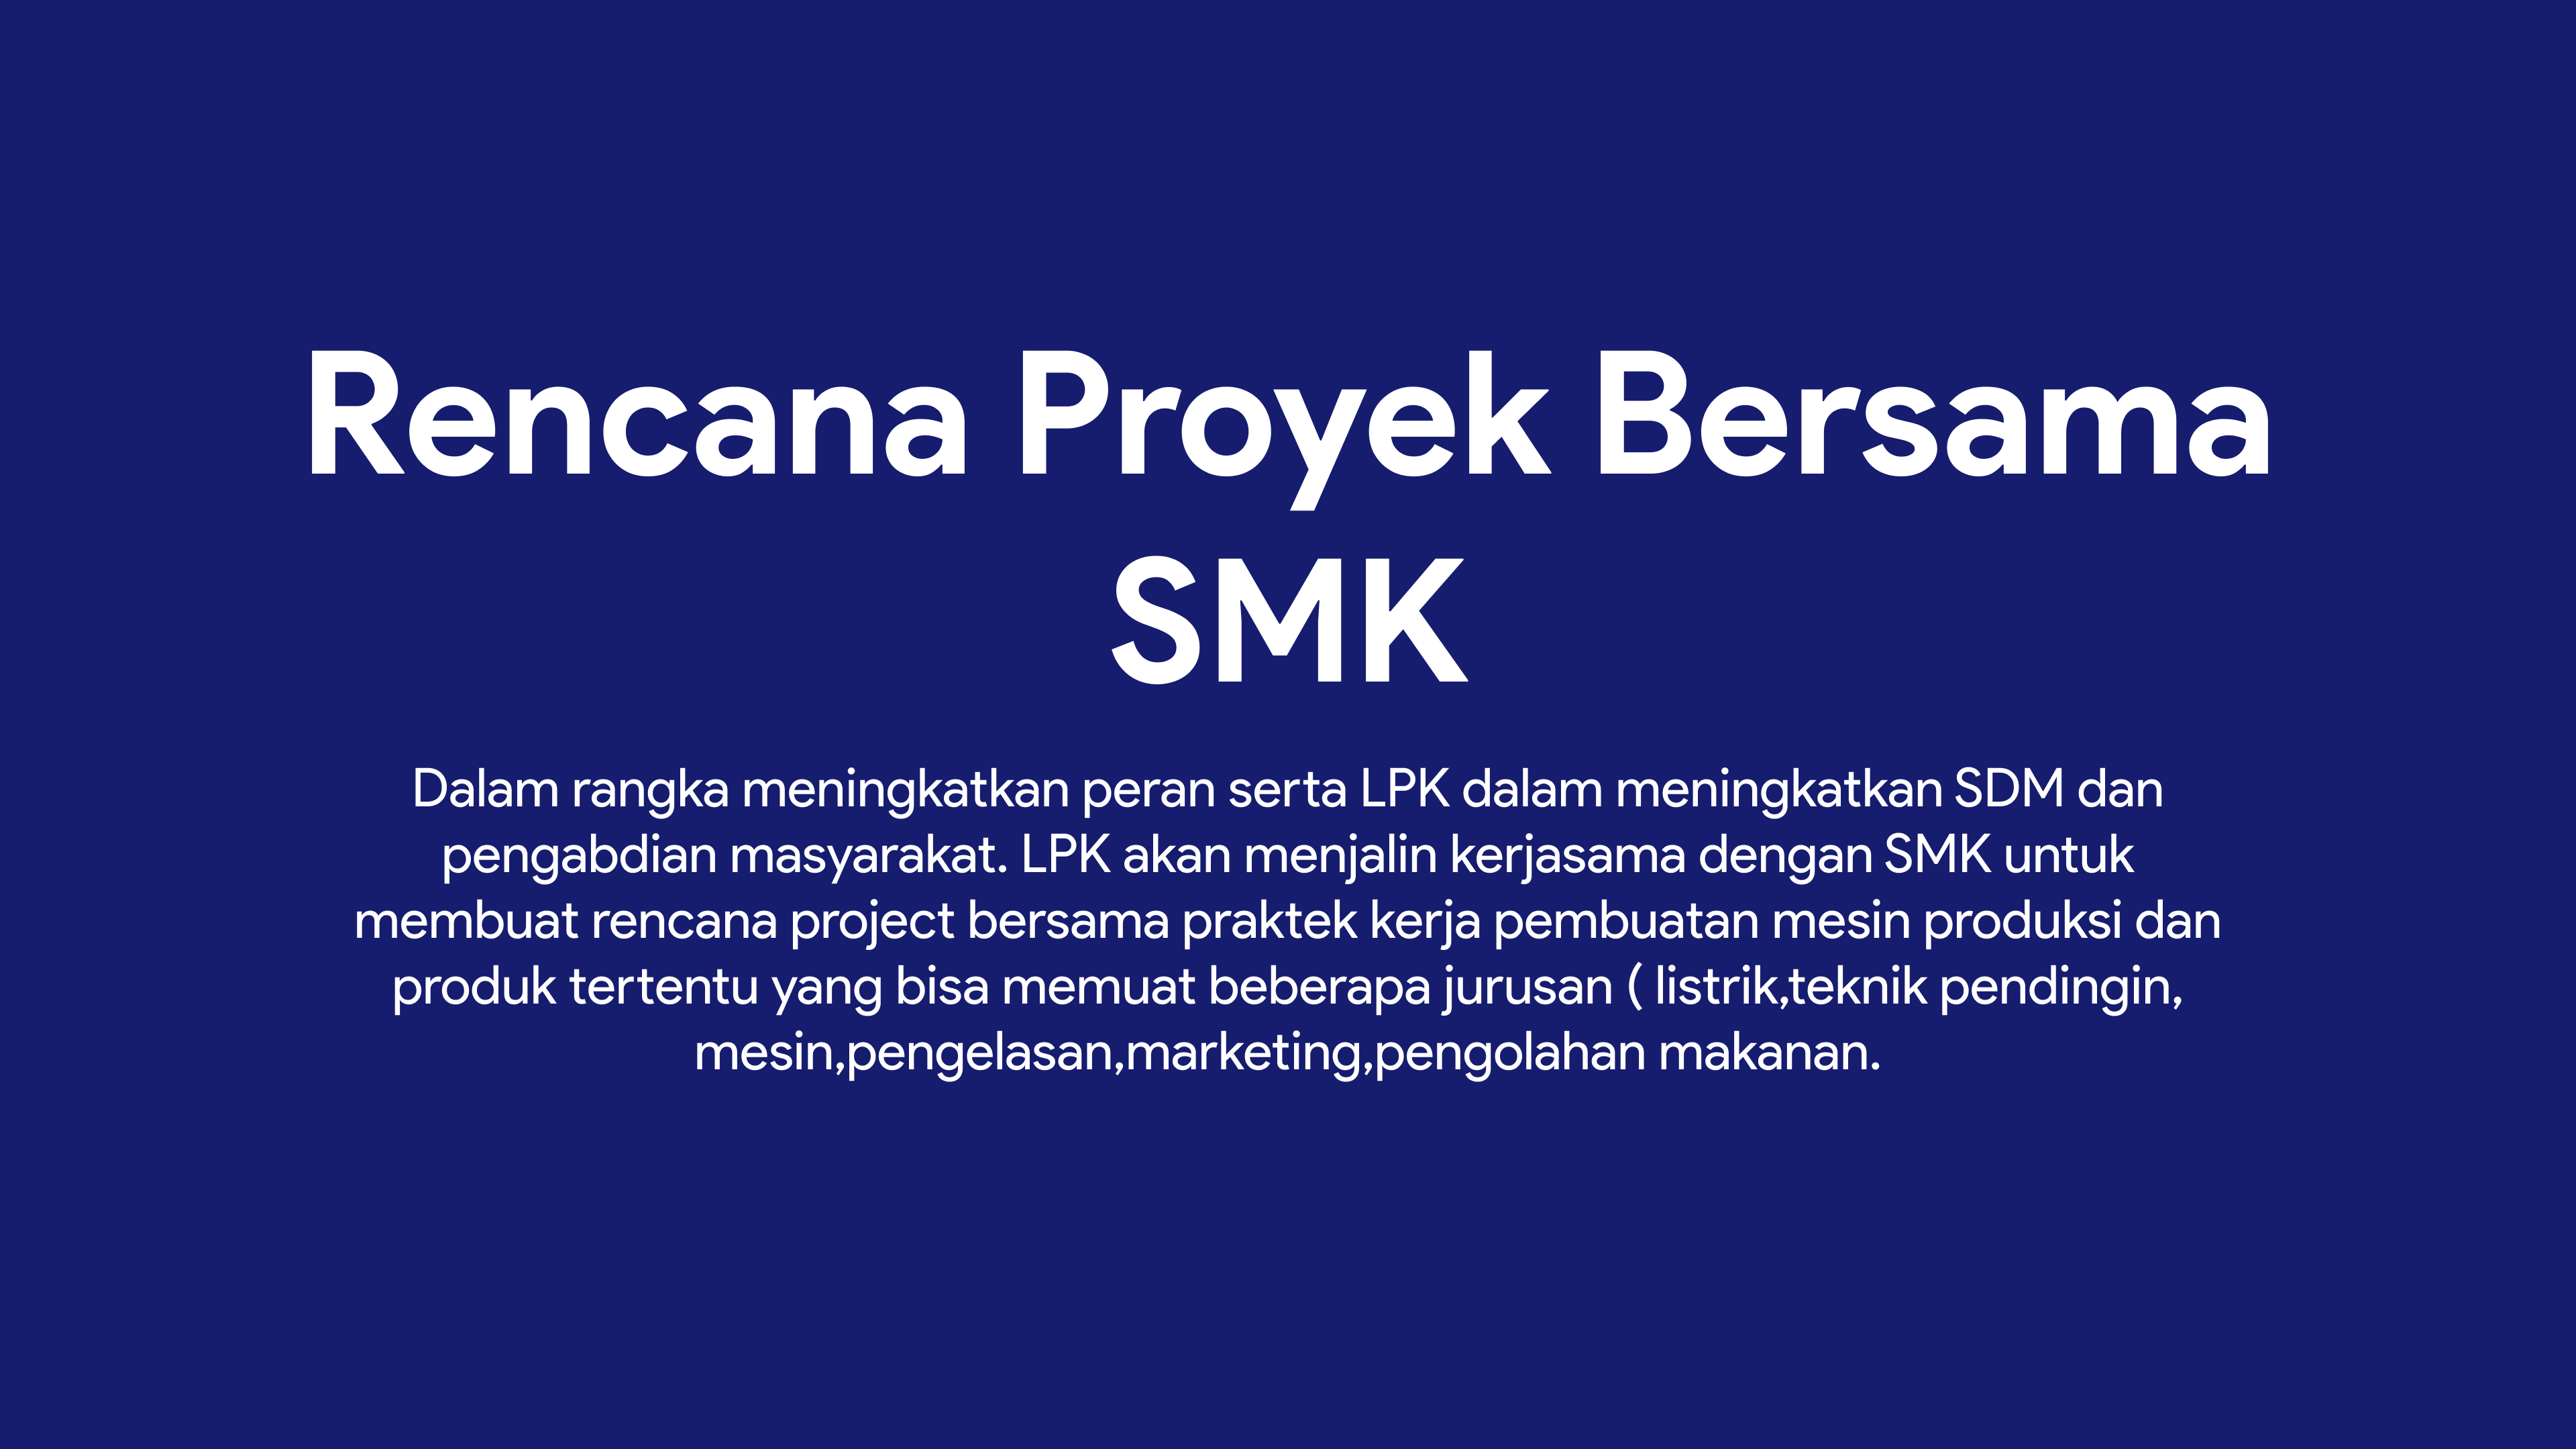 Rencana Proyek Bersama
SMK
Dalam rangka meningkatkan peran serta LPK dalam meningkatkan SDM dan
pengabdian masyarakat. LPK akan menjalin kerjasama dengan SMK untuk
membuat rencana project bersama praktek kerja pembuatan mesin produksi dan
produk tertentu yang bisa memuat beberapa jurusan ( listrik,teknik pendingin,
mesin,pengelasan,marketing,pengolahan makanan.